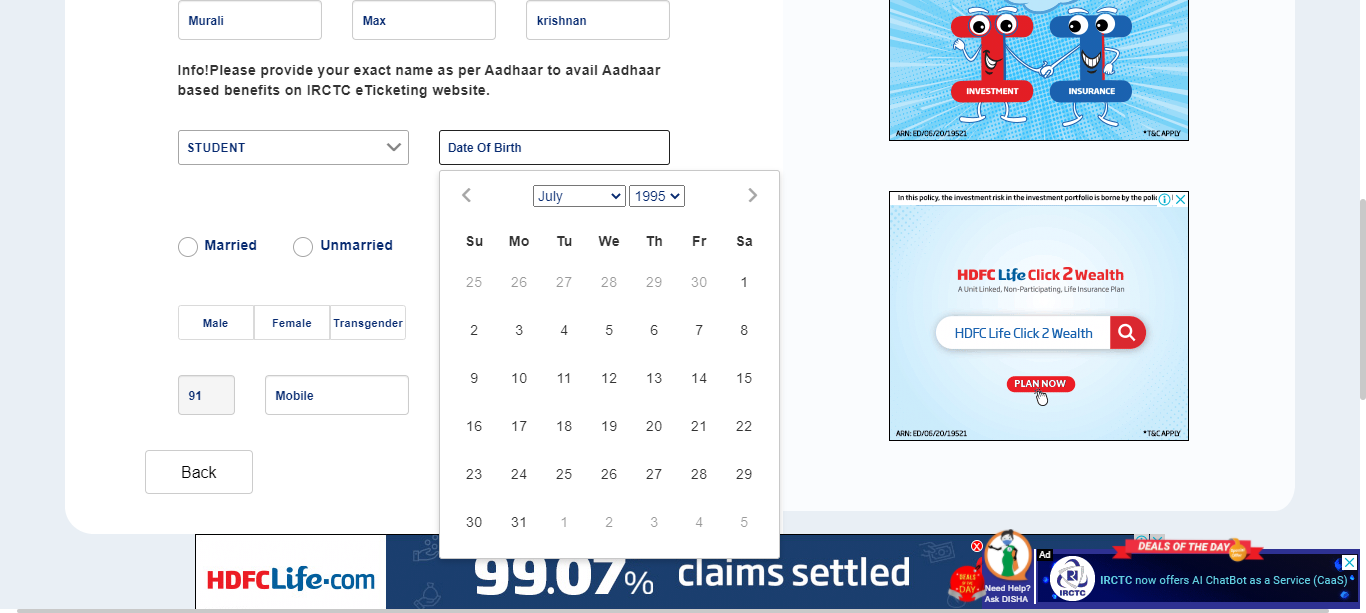 Murali
Max
krishnan
Info!Please provide your exact name as per Aadhaar to avail Aadhaar
based benefits on IRCTC eTicketing website.
STUDENT
Date Of Birth
July 1995
Su Mo Tu We Th Fr Sa
25 26 27 28 29 30 1
2 3 4 5 6 7 8
9 10 11 12 13 14 15
16 17 18 19 20 21 22
23 24 25 26 27 28 29
30 31 1 2 3 4 5
Married
Unmarried
Male
Female
Transgender
91
Mobile
Back
INVESTMENT
INSURANCE
ARN: ED/06/20/19521
*T&C APPLY
In this policy, the investment risk in the investment portfolio is borne by the
HDFC Life Click 2 Wealth
A Unit Linked, Non-Participating, Life Insurance Plan
HDFC Life Click 2 Wealth
PLAN NOW
ARN: ED/06/20/19521
*T&C APPLY
HDFCLife.com
99.07% claims settled
DEALS OF THE DAY
Need Help?
Ask DISHA
Ad
DEALS OF THE DAY
IRCTC
IRCTC now offers AI ChatBot as a Service (CaaS)